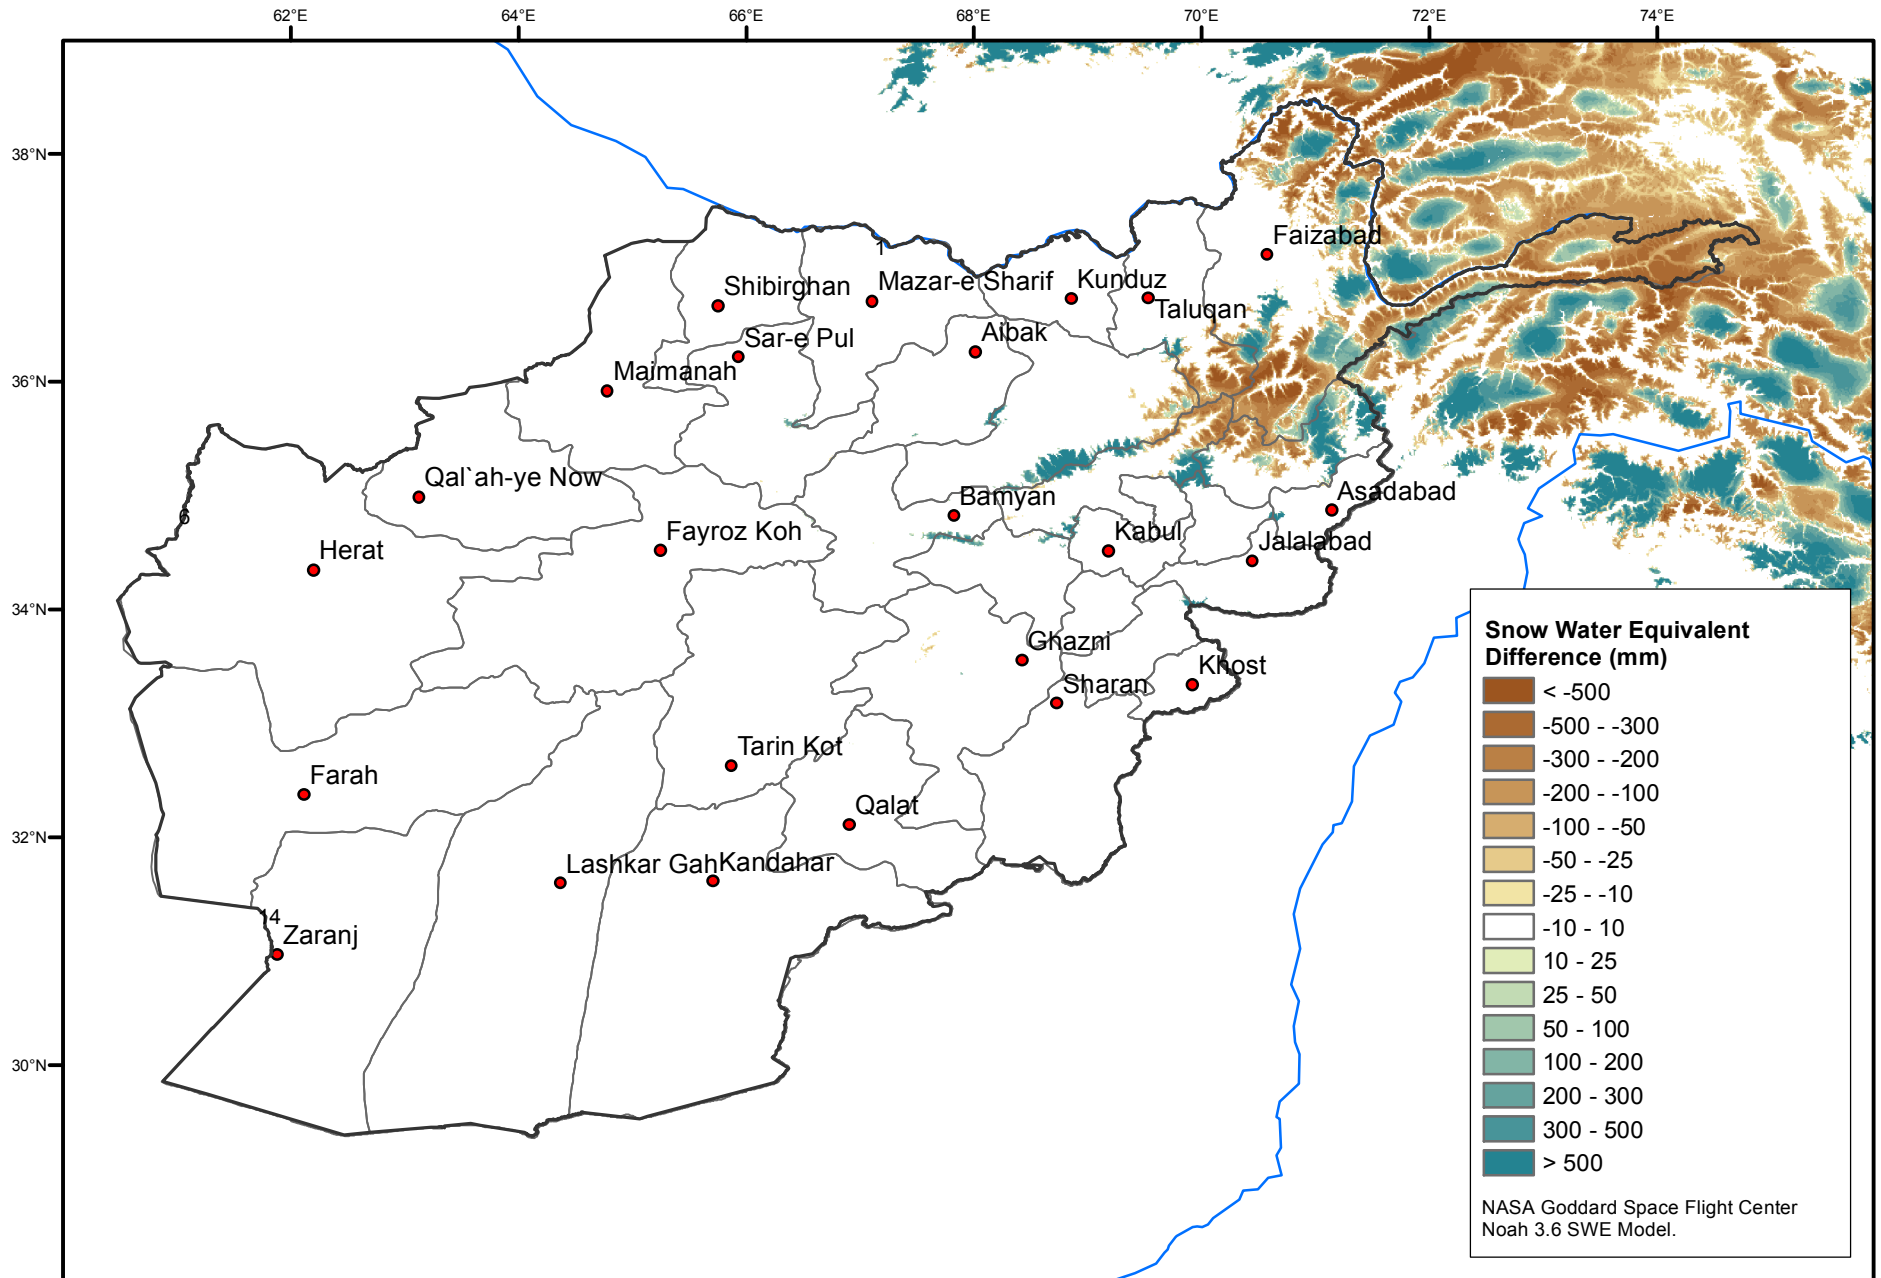 62°E 64°E 66°E 68°E 70°E 72°E 74°E
38°N
Faizabad
1
Shibirghan
Mazar-e Sharif
Kunduz
Taluqan
Sar-e Pul
Aibak
36°N
Maimanah
Qal`ah-ye Now
Bamyan
Asadabad
6
Herat
Fayroz Koh
Kabul
Jalalabad
34°N
Ghazni
Khost
Sharan
Tarin Kot
Farah
Qalat
32°N
Lashkar Gah
Kandahar
14
Zaranj
30°N
Snow Water Equivalent
Difference (mm)
< -500
-500 - -300
-300 - -200
-200 - -100
-100 - -50
-50 - -25
-25 - -10
-10 - 10
10 - 25
25 - 50
50 - 100
100 - 200
200 - 300
300 - 500
> 500
NASA Goddard Space Flight Center
Noah 3.6 SWE Model.